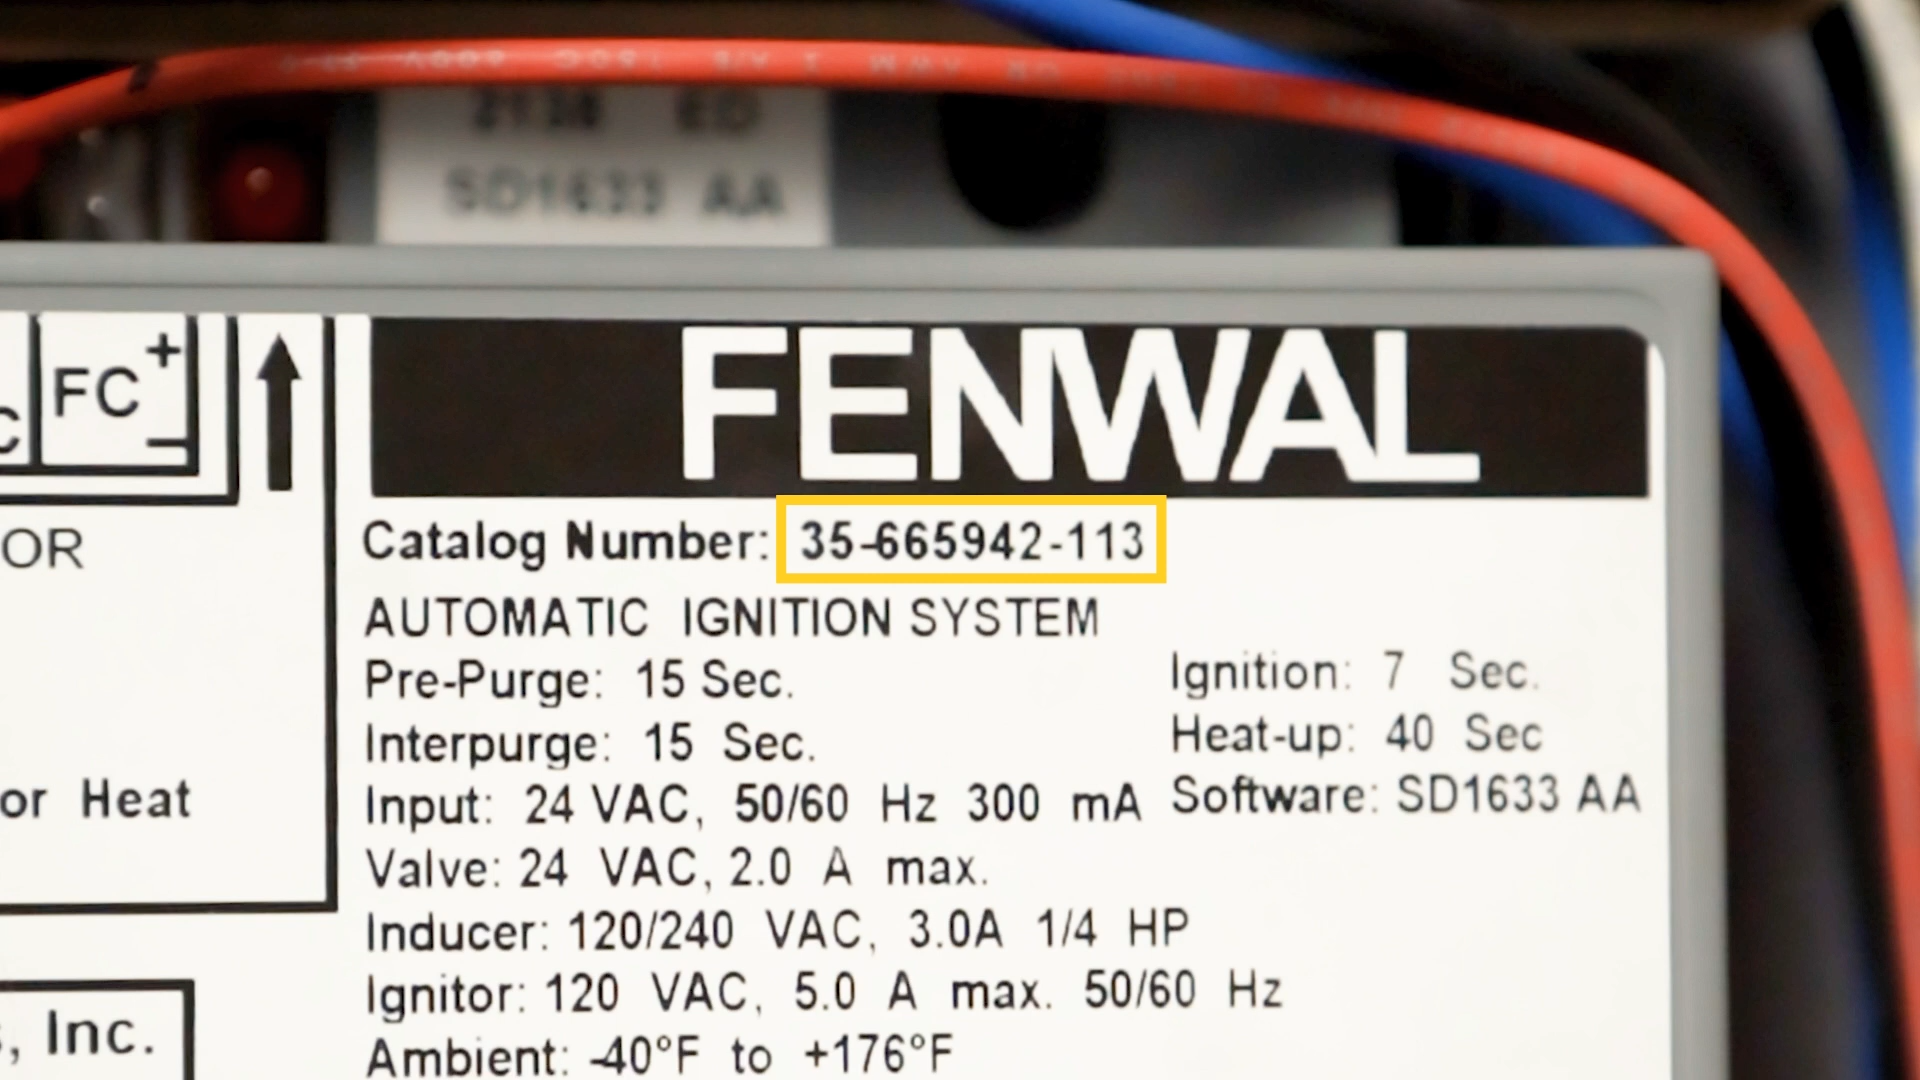 2138 ED
SD1633 AA
FC + −
FENWAL
OR
Catalog Number: 35-665942-113
AUTOMATIC IGNITION SYSTEM
Pre-Purge: 15 Sec.
Ignition: 7 Sec.
Interpurge: 15 Sec.
Heat-up: 40 Sec
or Heat
Input: 24 VAC, 50/60 Hz 300 mA
Software: SD1633 AA
Valve: 24 VAC, 2.0 A max.
Inducer: 120/240 VAC, 3.0A 1/4 HP
Ignitor: 120 VAC, 5.0 A max. 50/60 Hz
, Inc.
Ambient: -40°F to +176°F